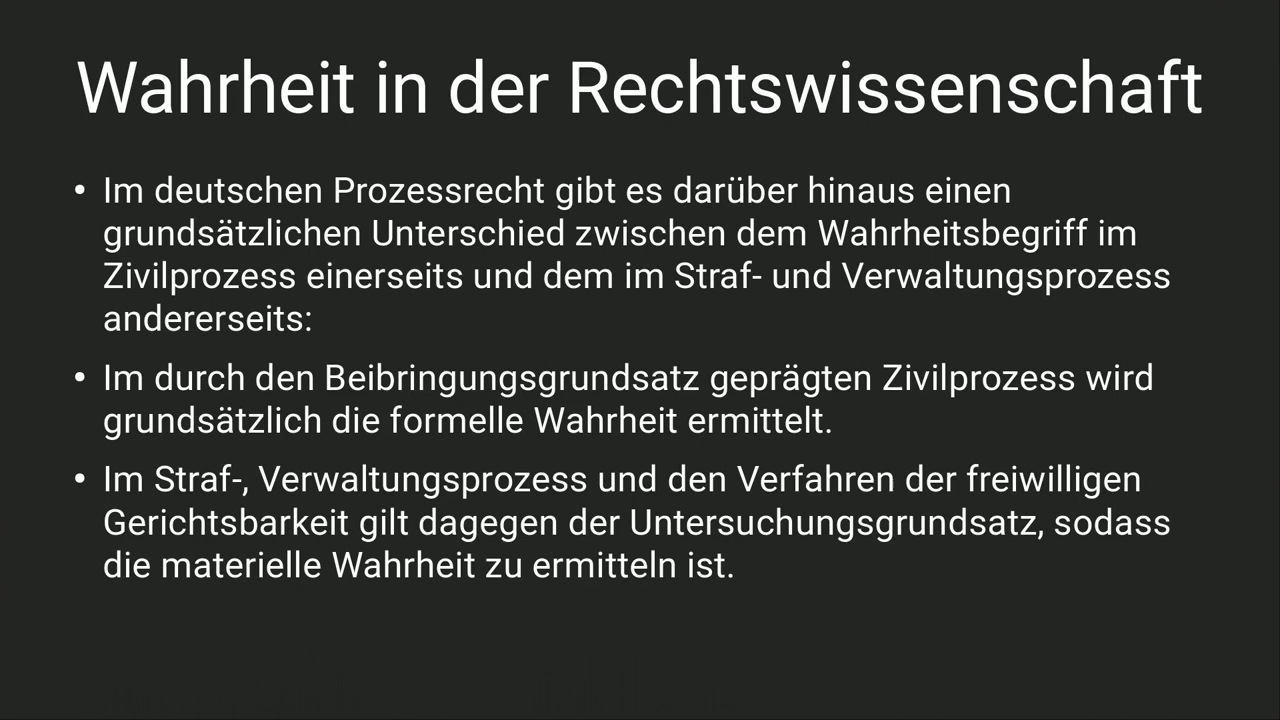 Wahrheit in der Rechtswissenschaft
• Im deutschen Prozessrecht gibt es darüber hinaus einen
grundsätzlichen Unterschied zwischen dem Wahrheitsbegriff im
Zivilprozess einerseits und dem im Straf- und Verwaltungsprozess
andererseits:
• Im durch den Beibringungsgrundsatz geprägten Zivilprozess wird
grundsätzlich die formelle Wahrheit ermittelt.
• Im Straf-, Verwaltungsprozess und den Verfahren der freiwilligen
Gerichtsbarkeit gilt dagegen der Untersuchungsgrundsatz, sodass
die materielle Wahrheit zu ermitteln ist.